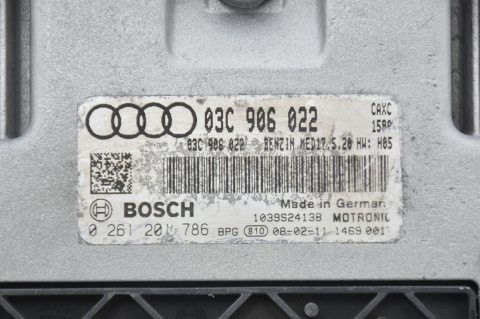 03C 906 022 CAXC
03C 906 022 BENZIN MED17.5.20 HW: H05
BOSCH Made in German
1039S24138 MOTRONIC
0 261 201 786 BPG 810 08-02-11 1469 001